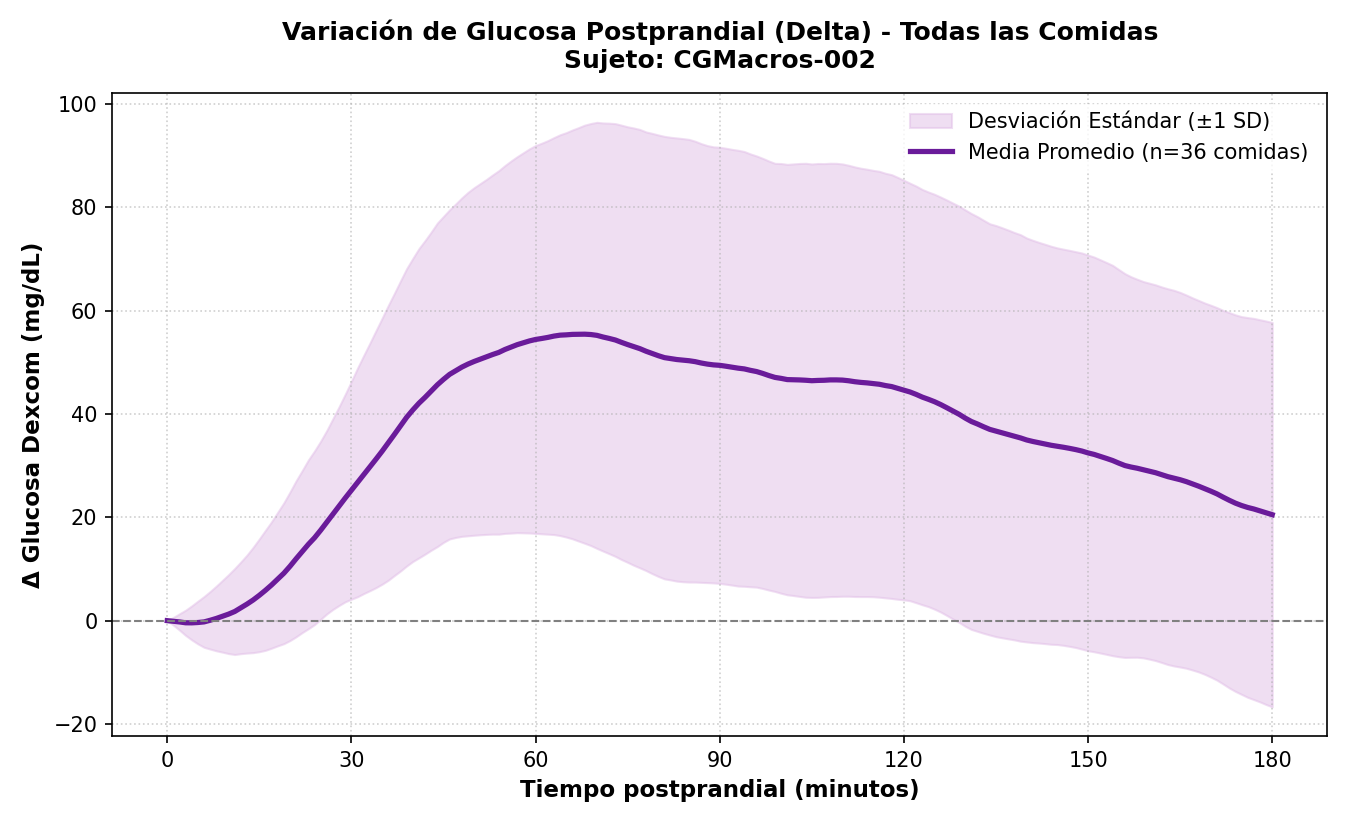 Variación de Glucosa Postprandial (Delta) - Todas las Comidas
Sujeto: CGMacros-002
Desviación Estándar (±1 SD)
Media Promedio (n=36 comidas)
Δ Glucosa Dexcom (mg/dL)
100
80
60
40
20
0
−20
0 30 60 90 120 150 180
Tiempo postprandial (minutos)